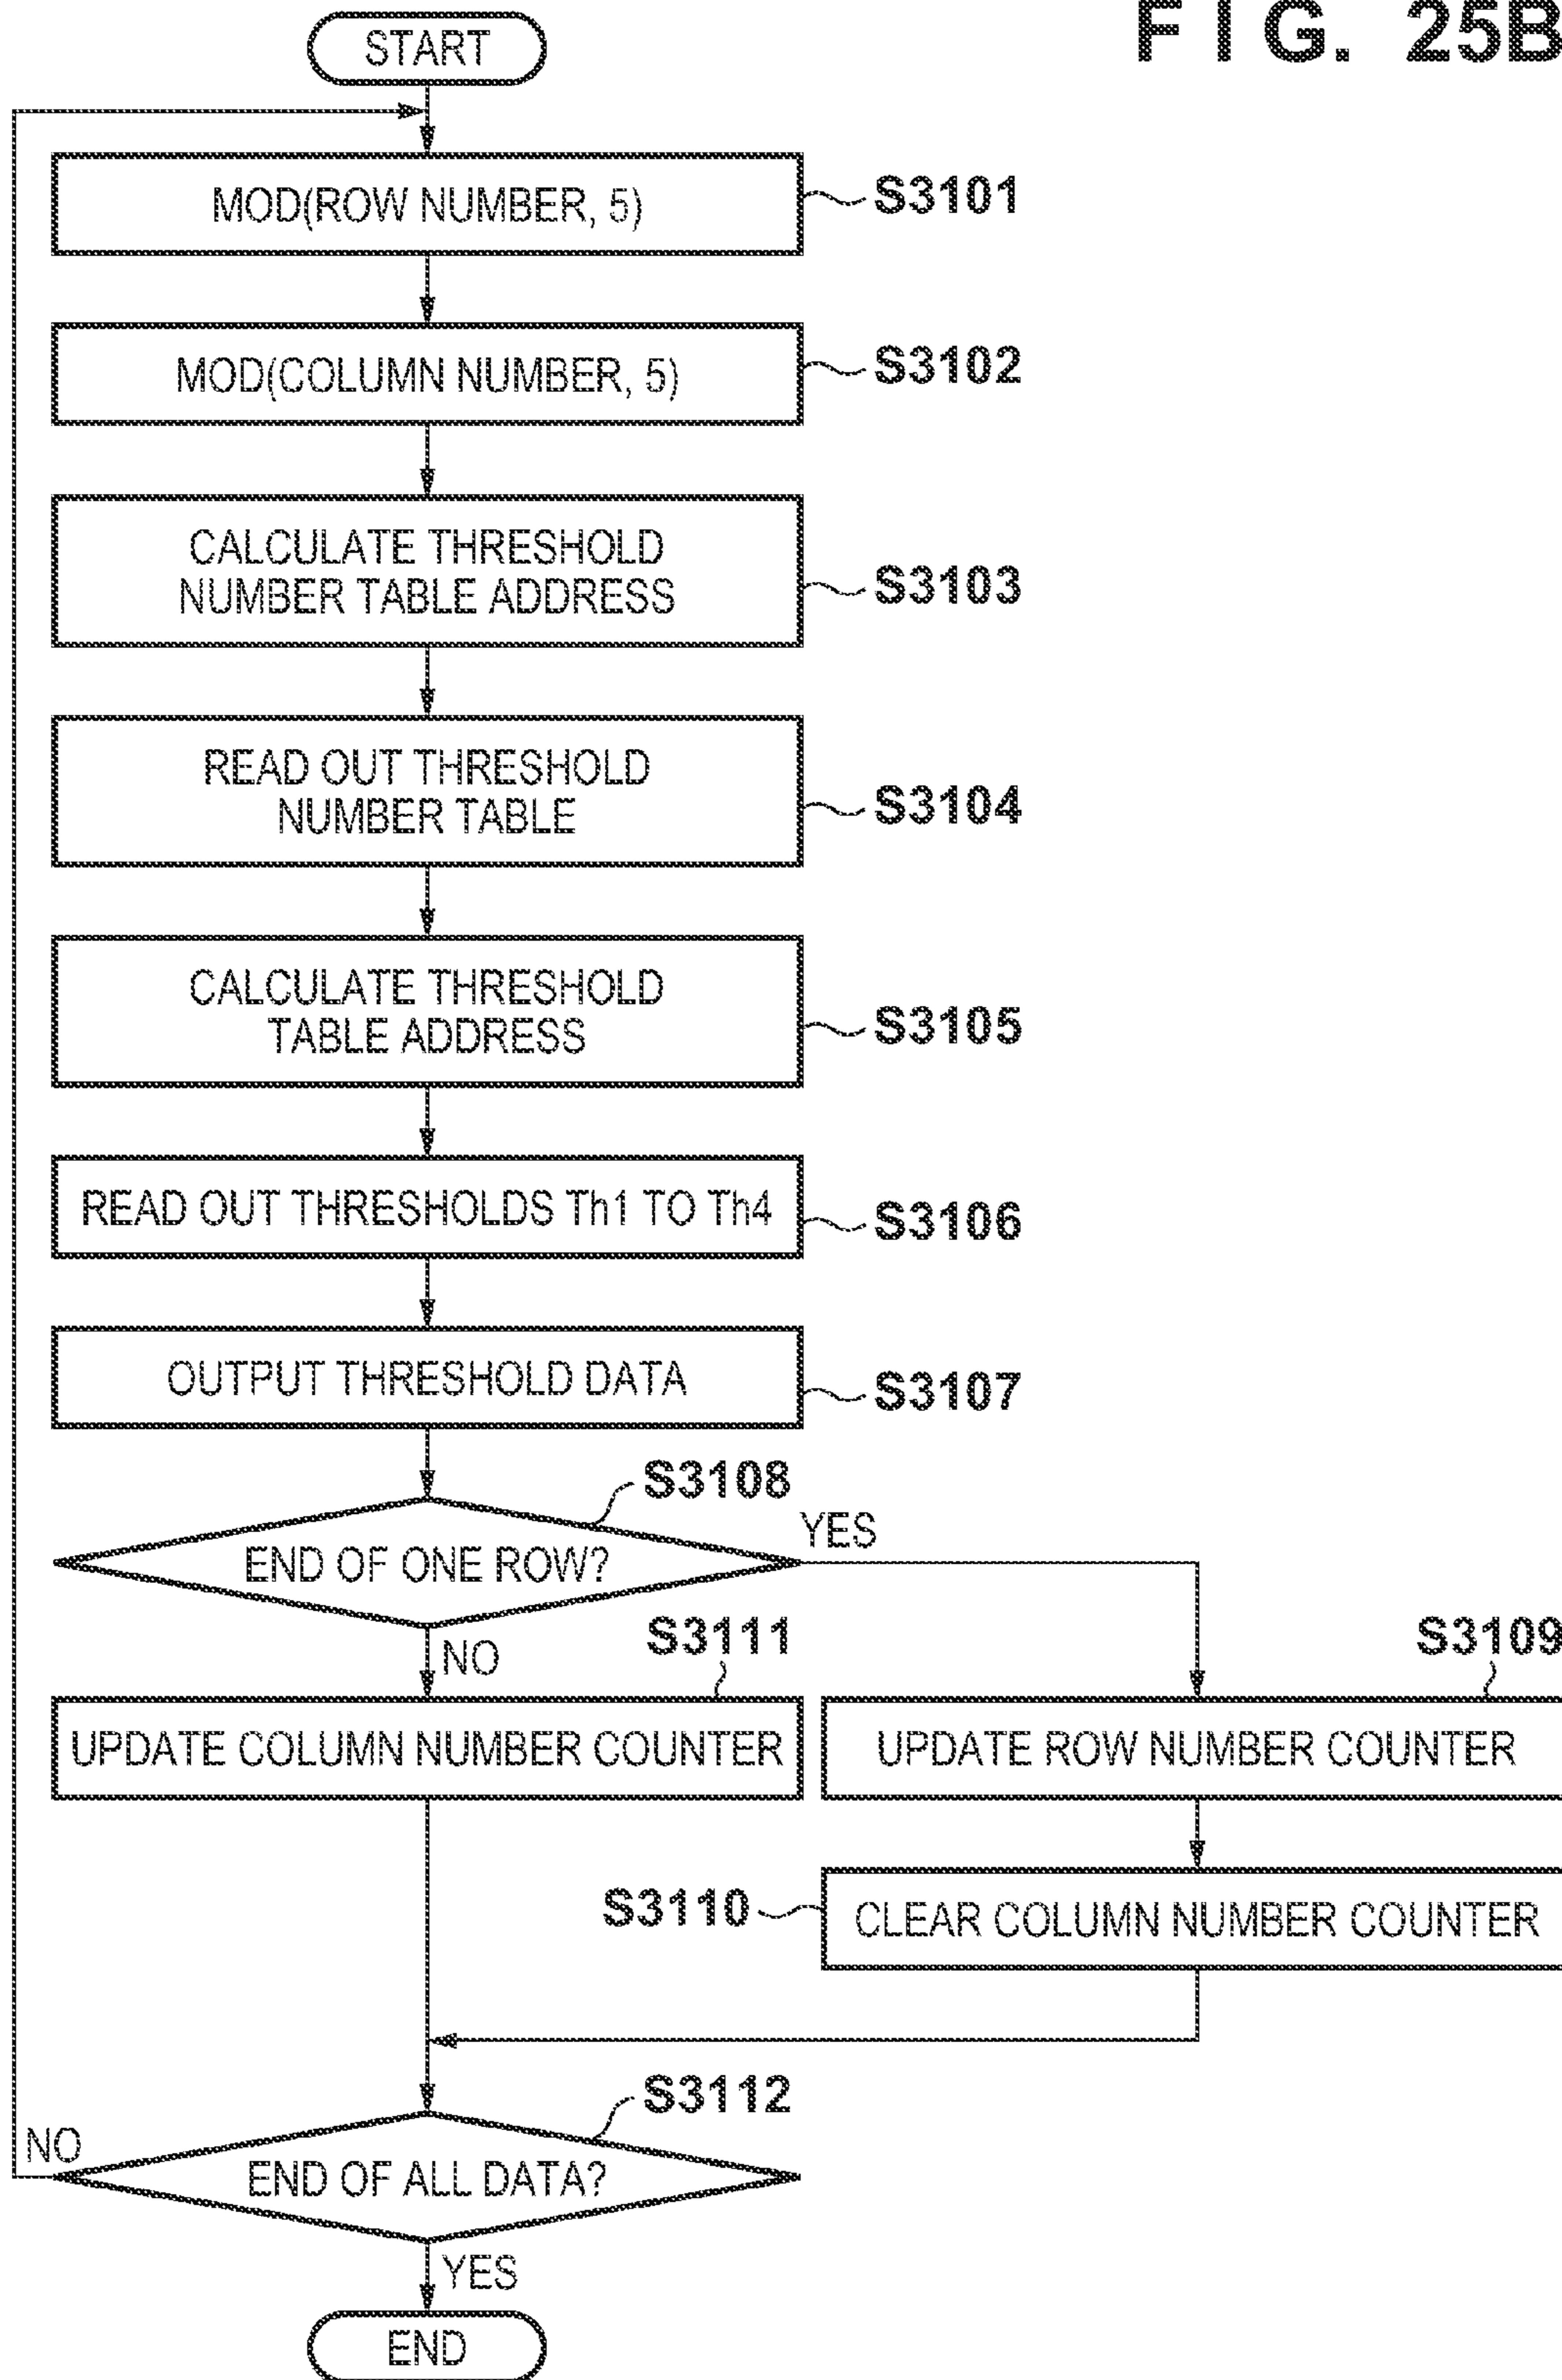 F I G. 25B
START
MOD(ROW NUMBER, 5)
S3101
MOD(COLUMN NUMBER, 5)
S3102
CALCULATE THRESHOLD
NUMBER TABLE ADDRESS
S3103
READ OUT THRESHOLD
NUMBER TABLE
S3104
CALCULATE THRESHOLD
TABLE ADDRESS
S3105
READ OUT THRESHOLDS Th1 TO Th4
S3106
OUTPUT THRESHOLD DATA
S3107
S3108
END OF ONE ROW?
YES
NO
S3111
S3109
UPDATE COLUMN NUMBER COUNTER
UPDATE ROW NUMBER COUNTER
S3110
CLEAR COLUMN NUMBER COUNTER
S3112
NO
END OF ALL DATA?
YES
END